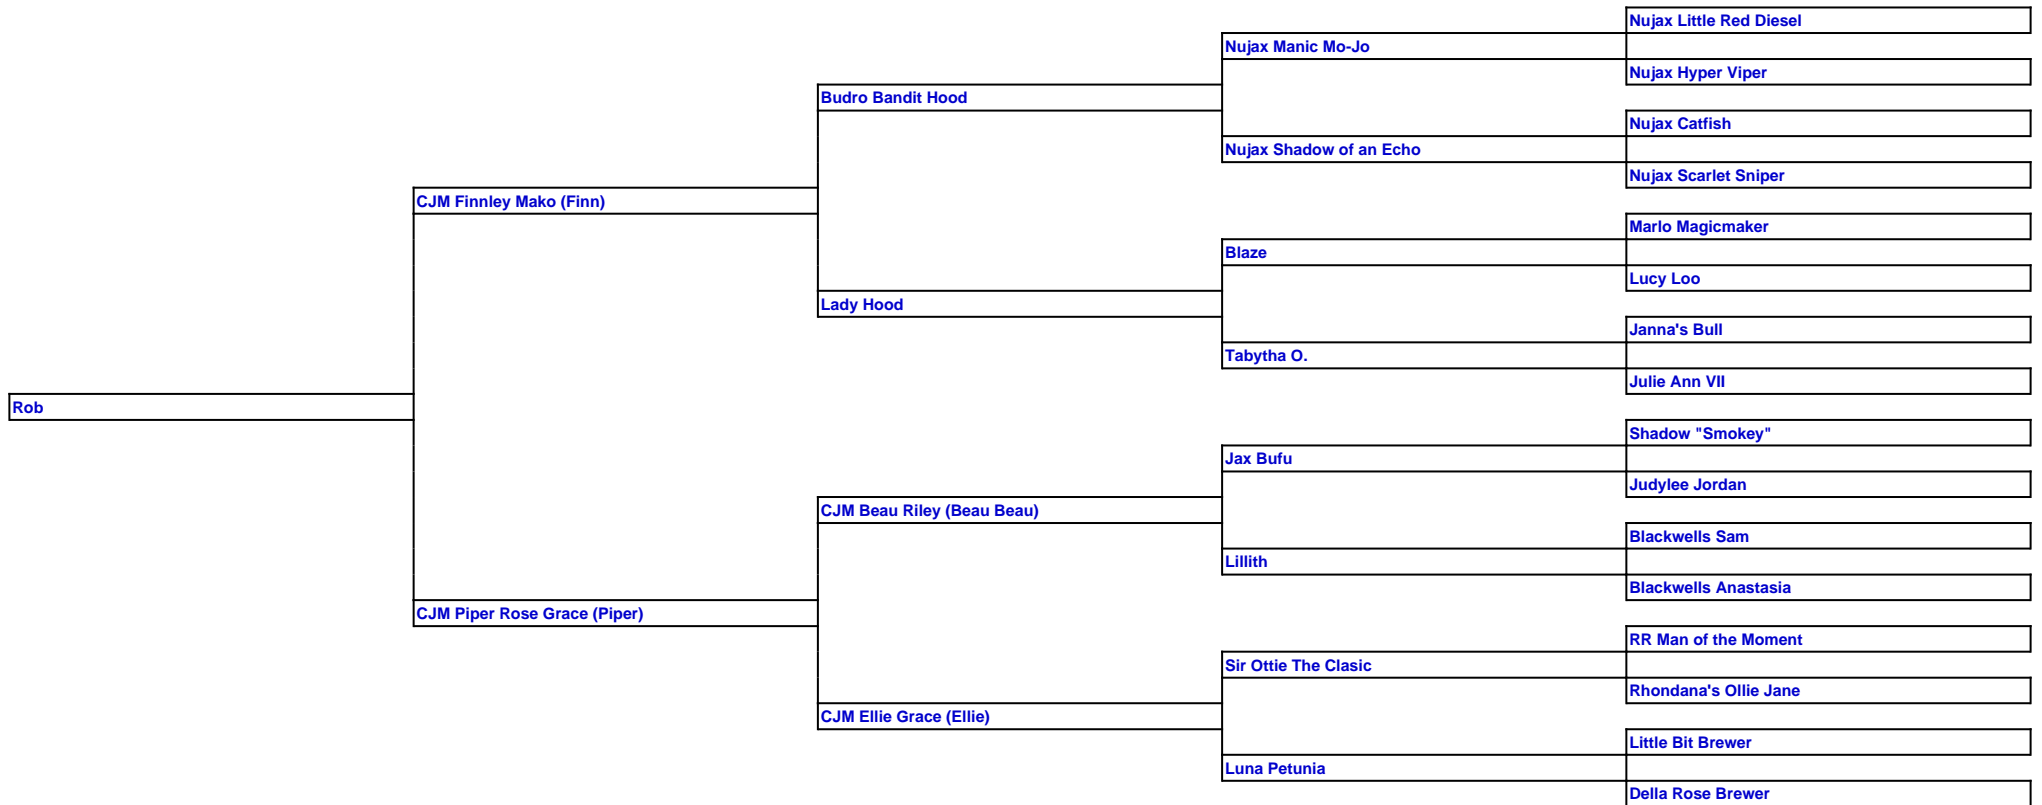 Nujax Little Red Diesel
Nujax Manic Mo-Jo
Nujax Hyper Viper
Budro Bandit Hood
Nujax Catfish
Nujax Shadow of an Echo
Nujax Scarlet Sniper
CJM Finnley Mako (Finn)
Marlo Magicmaker
Blaze
Lucy Loo
Lady Hood
Janna's Bull
Tabytha O.
Julie Ann VII
Rob
Shadow "Smokey"
Jax Bufu
Judylee Jordan
CJM Beau Riley (Beau Beau)
Blackwells Sam
Lillith
Blackwells Anastasia
CJM Piper Rose Grace (Piper)
RR Man of the Moment
Sir Ottie The Clasic
Rhondana's Ollie Jane
CJM Ellie Grace (Ellie)
Little Bit Brewer
Luna Petunia
Della Rose Brewer